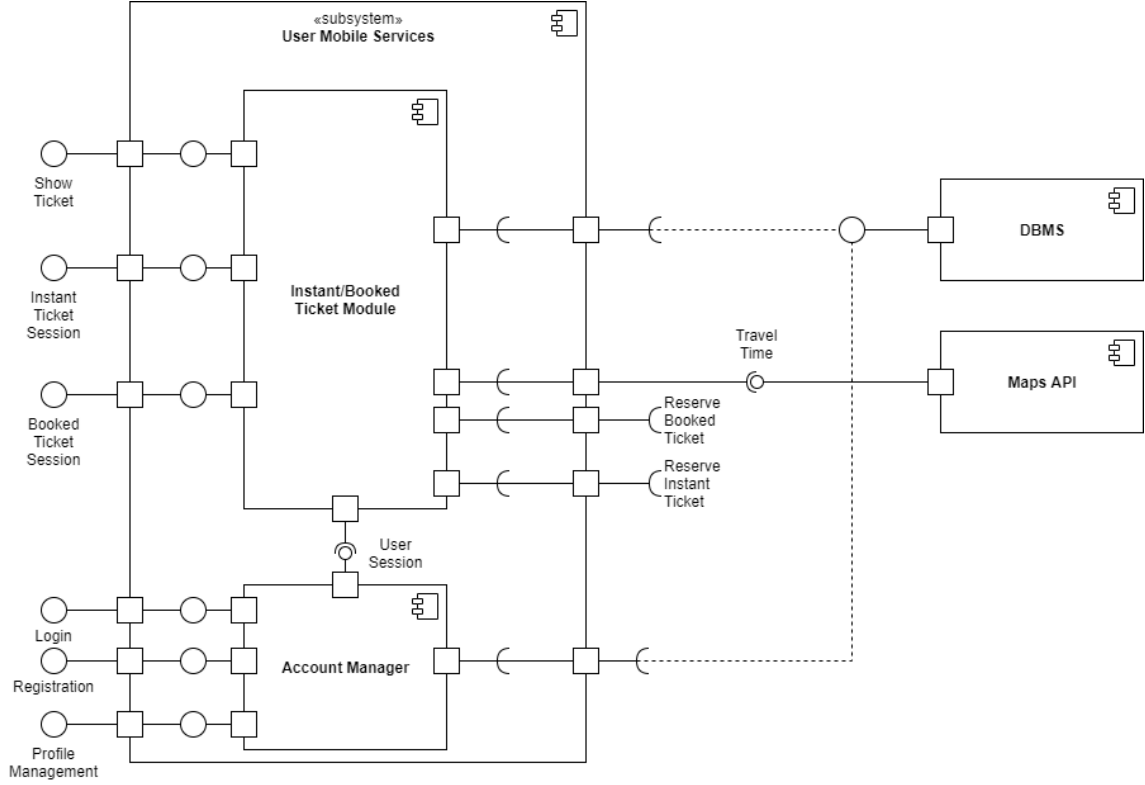 «subsystem»
User Mobile Services
Show
Ticket
Instant
Ticket
Session
Booked
Ticket
Session
Instant/Booked
Ticket Module
DBMS
Travel
Time
Maps API
Reserve
Booked
Ticket
Reserve
Instant
Ticket
User
Session
Login
Registration
Profile
Management
Account Manager